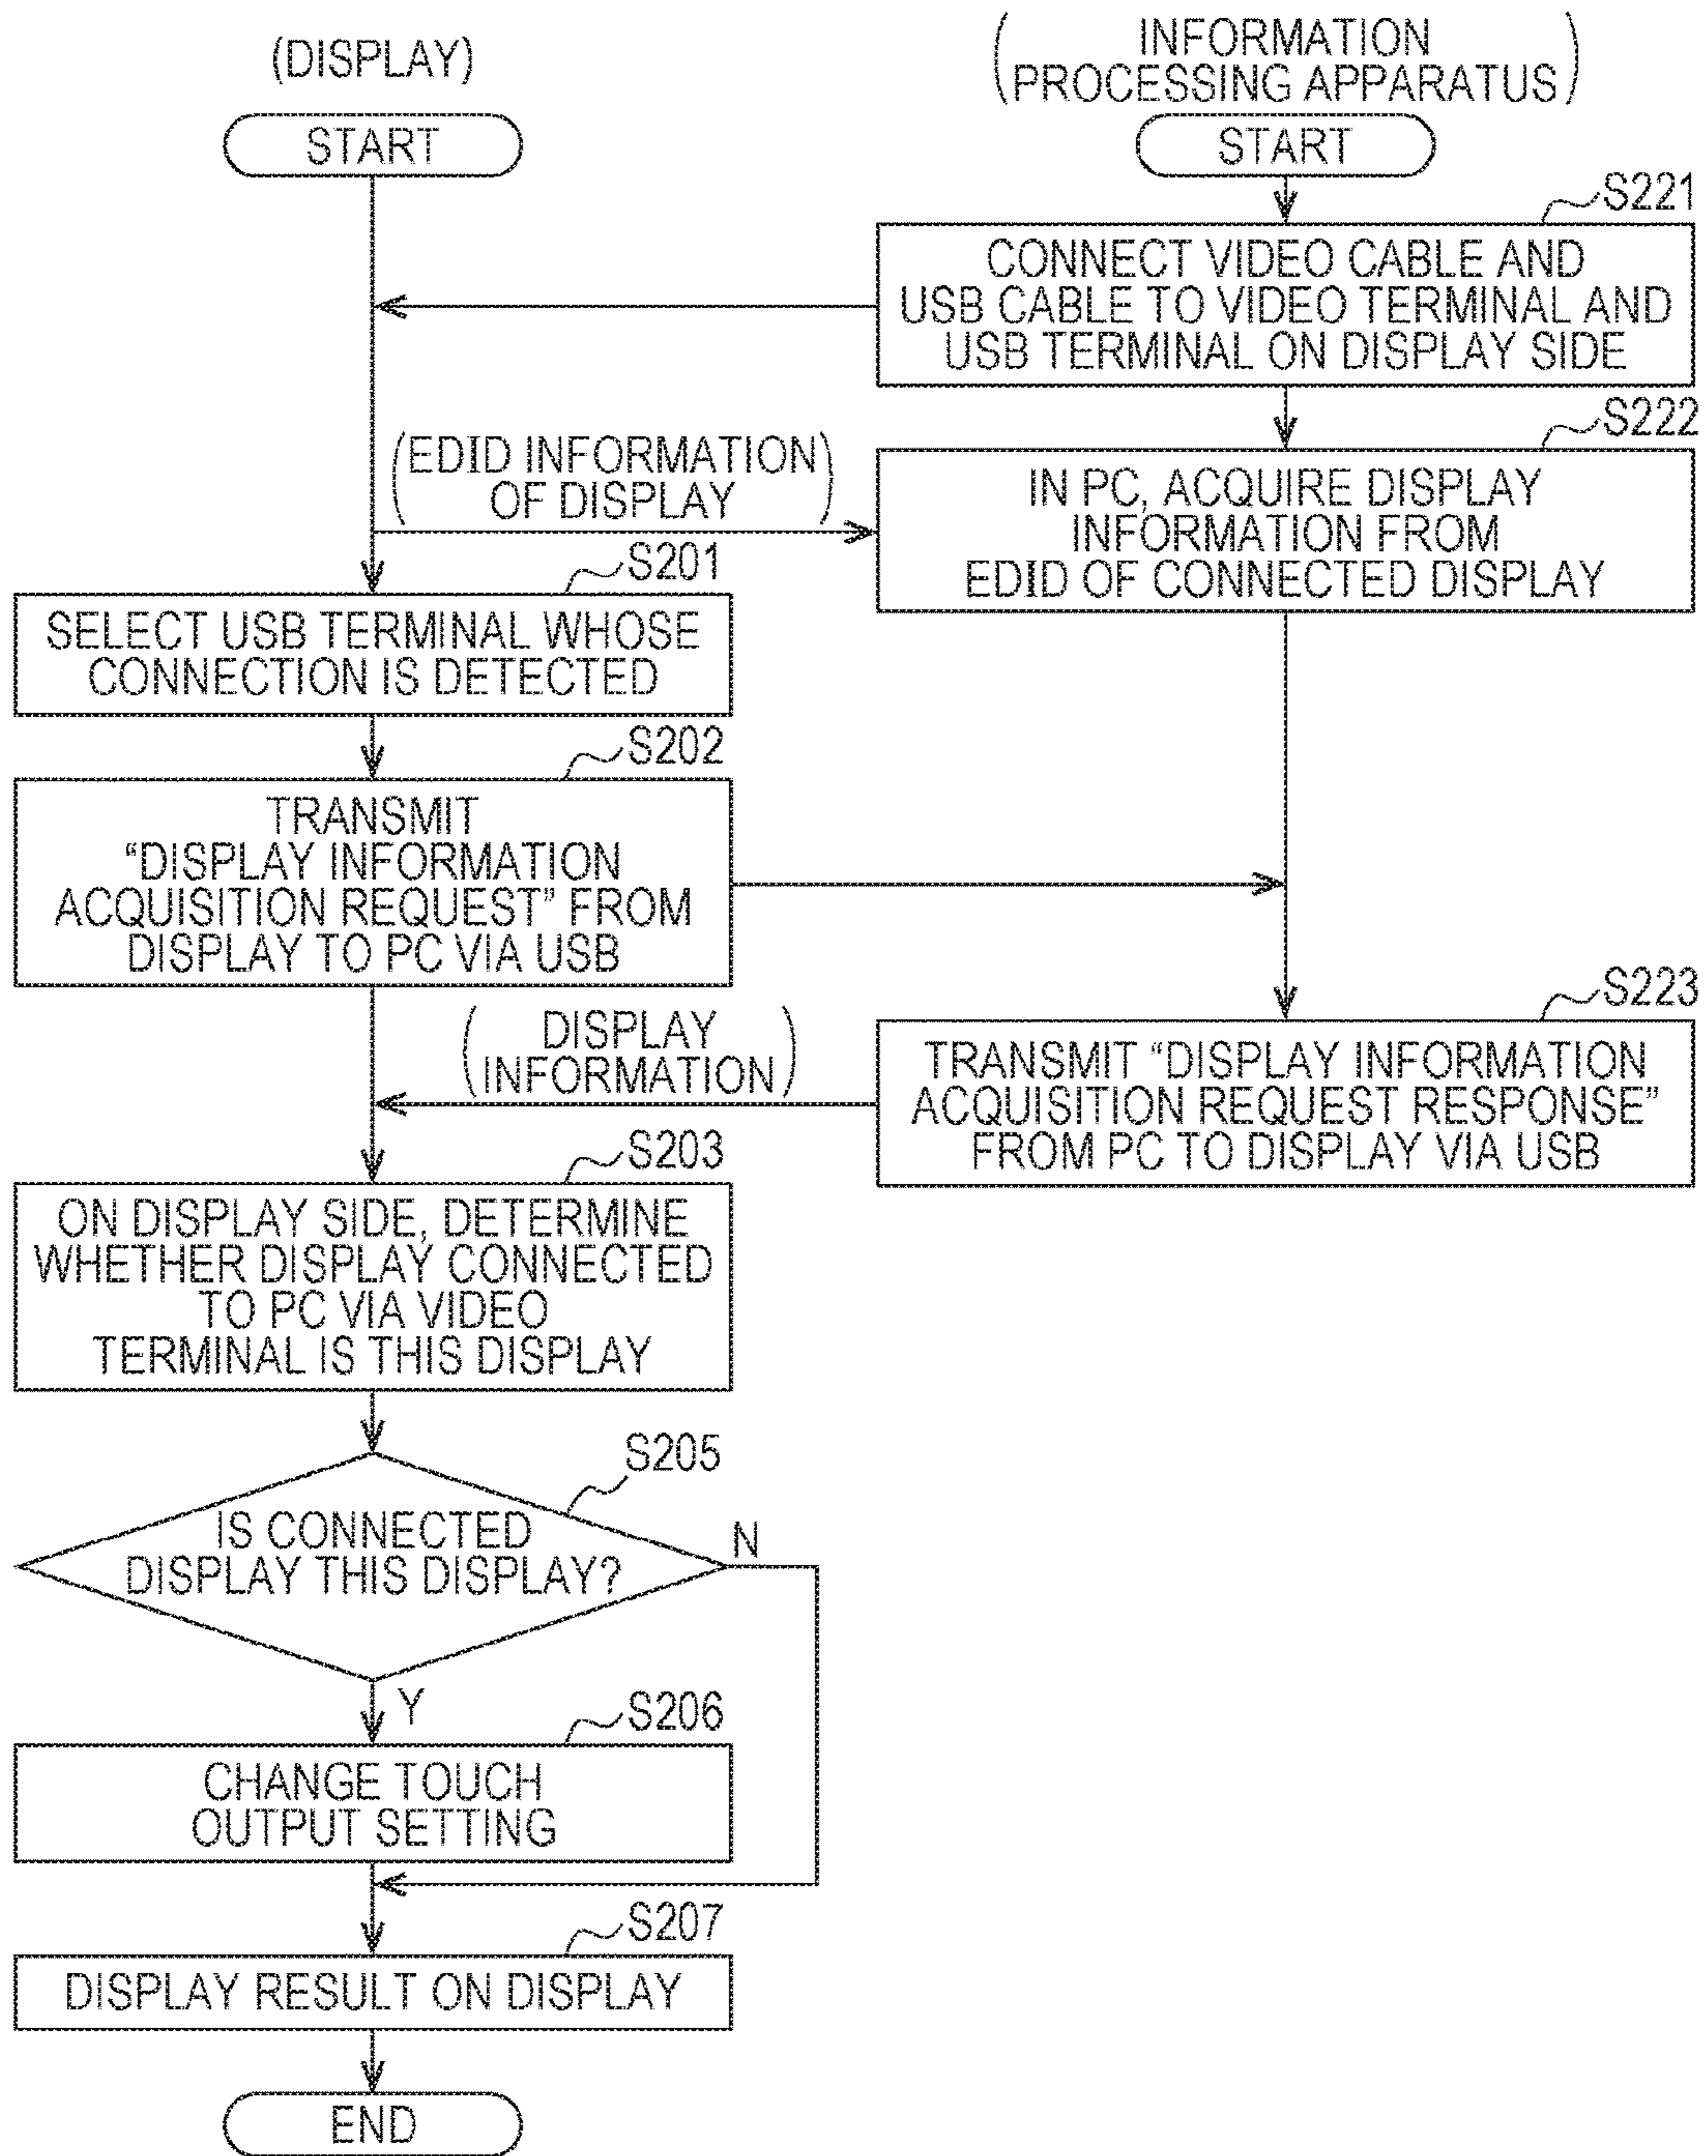 (DISPLAY)
START
S201
SELECT USB TERMINAL WHOSE
CONNECTION IS DETECTED
S202
TRANSMIT
“DISPLAY INFORMATION
ACQUISITION REQUEST” FROM
DISPLAY TO PC VIA USB
S203
ON DISPLAY SIDE, DETERMINE
WHETHER DISPLAY CONNECTED
TO PC VIA VIDEO
TERMINAL IS THIS DISPLAY
S205
IS CONNECTED
DISPLAY THIS DISPLAY?
N
Y
S206
CHANGE TOUCH
OUTPUT SETTING
S207
DISPLAY RESULT ON DISPLAY
END
(EDID INFORMATION
OF DISPLAY)
(DISPLAY
INFORMATION)
(INFORMATION
PROCESSING APPARATUS)
START
S221
CONNECT VIDEO CABLE AND
USB CABLE TO VIDEO TERMINAL AND
USB TERMINAL ON DISPLAY SIDE
S222
IN PC, ACQUIRE DISPLAY
INFORMATION FROM
EDID OF CONNECTED DISPLAY
S223
TRANSMIT “DISPLAY INFORMATION
ACQUISITION REQUEST RESPONSE”
FROM PC TO DISPLAY VIA USB